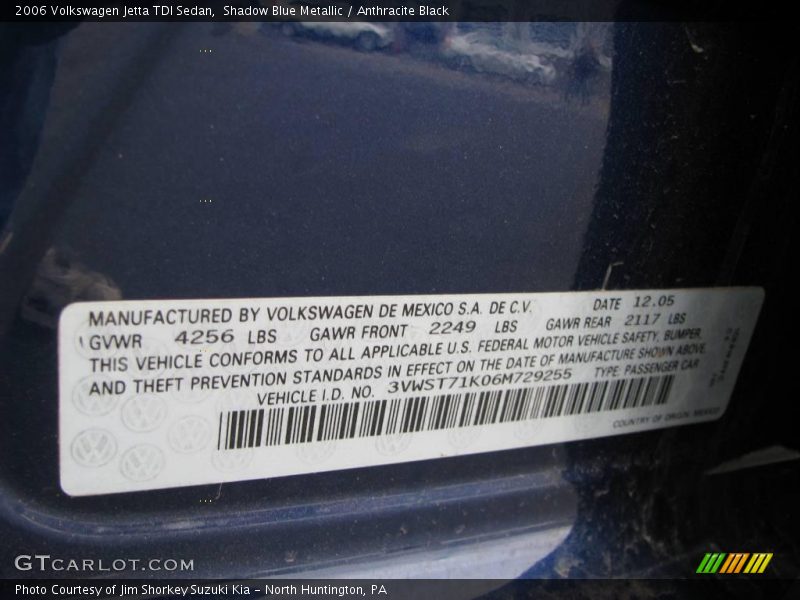 2006 Volkswagen Jetta TDI Sedan, Shadow Blue Metallic / Anthracite Black
MANUFACTURED BY VOLKSWAGEN DE MEXICO S.A. DE C.V. DATE 12.05
GVWR 4256 LBS GAWR FRONT 2249 LBS GAWR REAR 2117 LBS
THIS VEHICLE CONFORMS TO ALL APPLICABLE U.S. FEDERAL MOTOR VEHICLE SAFETY, BUMPER,
AND THEFT PREVENTION STANDARDS IN EFFECT ON THE DATE OF MANUFACTURE SHOWN ABOVE.
VEHICLE I.D. NO. 3VWST71K06M729255 TYPE: PASSENGER CAR
COUNTRY OF ORIGIN: MEXICO
GTCARLOT.COM
Photo Courtesy of Jim Shorkey Suzuki Kia - North Huntington, PA